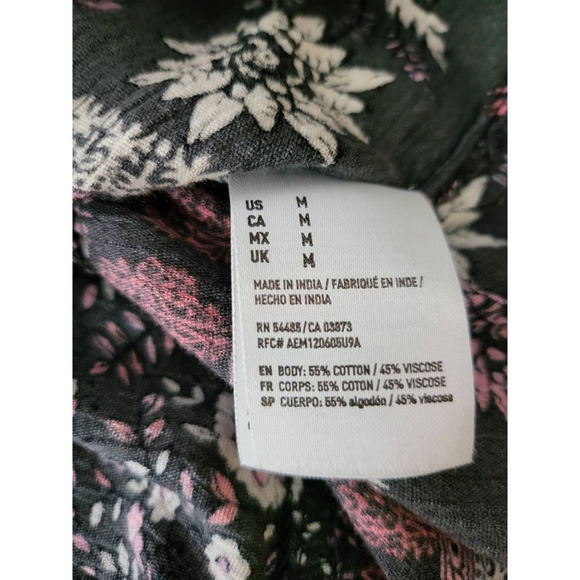 US M
CA M
MX M
UK M
MADE IN INDIA / FABRIQUÉ EN INDE /
HECHO EN INDIA
RN 54485 / CA 03873
RFC# AEM120605U9A
EN BODY: 55% COTTON / 45% VISCOSE
FR CORPS: 55% COTON / 45% VISCOSE
SP CUERPO: 55% algodón / 45% viscosa